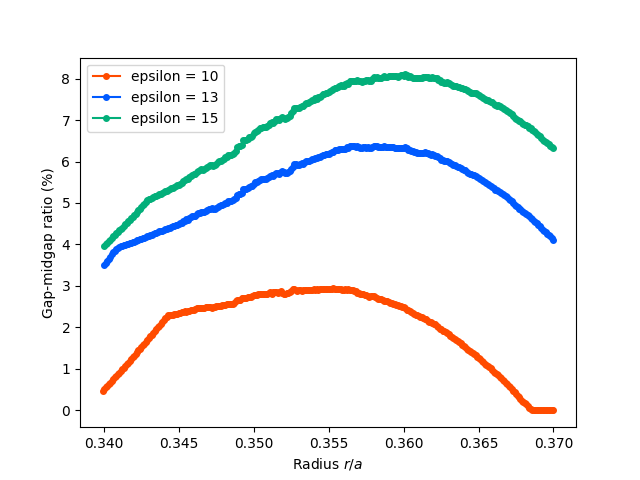 epsilon = 10
epsilon = 13
epsilon = 15
Gap-midgap ratio (%)
8
7
6
5
4
3
2
1
0
0.340 0.345 0.350 0.355 0.360 0.365 0.370
Radius r/a